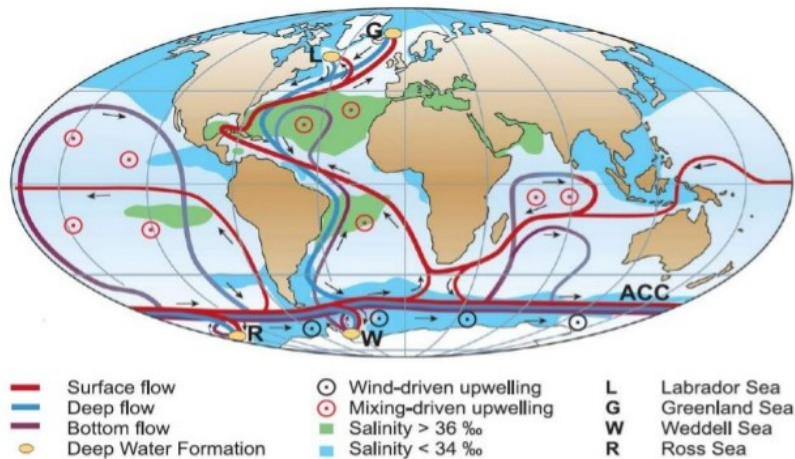 G
L
ACC
R
W
Surface flow
Deep flow
Bottom flow
Deep Water Formation
Wind-driven upwelling
Mixing-driven upwelling
Salinity > 36 ‰
Salinity < 34 ‰
L Labrador Sea
G Greenland Sea
W Weddell Sea
R Ross Sea